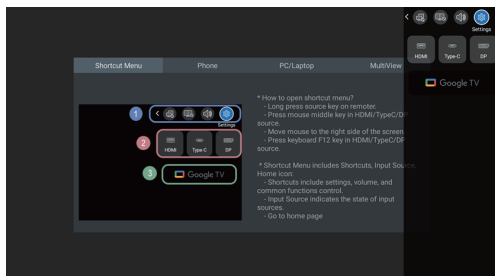 Settings
HDMI Type-C DP
Google TV
Shortcut Menu Phone PC/Laptop MultiView
1
Settings
2
HDMI Type-C DP
3
Google TV
* How to open shortcut menu?
- Long press source key on remoter.
- Press mouse middle key in HDMI/TypeC/DP
source.
- Move mouse to the right side of the screen
- Press keyboard F12 key in HDMI/TypeC/DP
source.
* Shortcut Menu includes Shortcuts, Input Source,
Home icon:
- Shortcuts include settings, volume, and
common functions control.
- Input Source indicates the state of input
sources.
- Go to home page